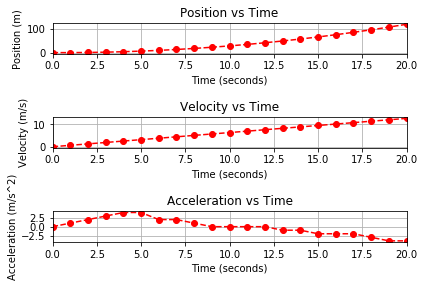 Position vs Time
Position (m)
100
0
0.0 2.5 5.0 7.5 10.0 12.5 15.0 17.5 20.0
Time (seconds)
Velocity vs Time
Velocity (m/s)
10
0
0.0 2.5 5.0 7.5 10.0 12.5 15.0 17.5 20.0
Time (seconds)
Acceleration vs Time
Acceleration (m/s^2)
2.5
0.0
−2.5
0.0 2.5 5.0 7.5 10.0 12.5 15.0 17.5 20.0
Time (seconds)